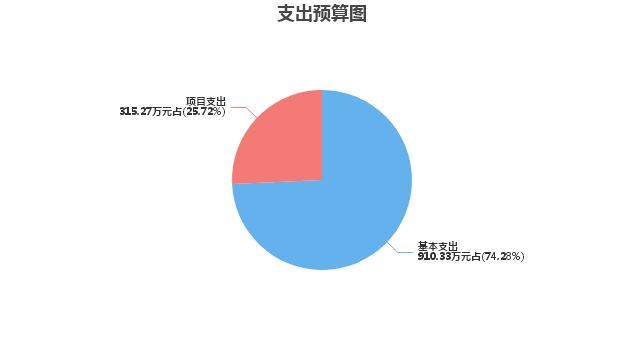 支出预算图
项目支出
315.27万元占(25.72%)
基本支出
910.33万元占(74.28%)